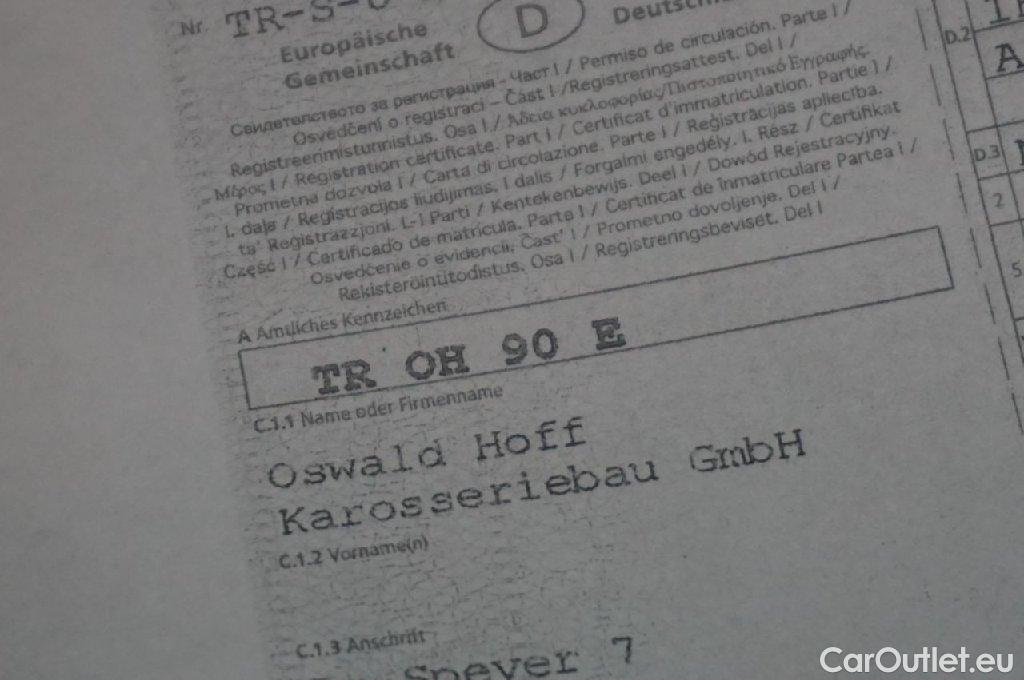 Nr. TR-S-
Europäische
Gemeinschaft
D
Свидетелството за регистрация - Част I / Permiso de circulación. Parte I /
Osvědčení o registraci - Část I / Registreringsattest. Del I /
Registreerimistunnistus. Osa I / Άδεια κυκλοφορίας/Πιστοποιητικό Εγγραφής.
Μέρος I / Registration certificate. Part I / Certificat d'immatriculation. Partie I /
Prometna dozvola I / Carta di circolazione. Parte I / Reģistrācijas apliecība.
I. daļa / Registracijos liudijimas. I dalis / Forgalmi engedély. I. Rész / Certifikat
ta' Reġistrazzjoni. L-I Parti / Kentekenbewijs. Deel I / Dowód Rejestracyjny.
Część I / Certificado de matrícula. Parte I / Certificat de înmatriculare Partea I /
Osvedčenie o evidencii. Časť I / Prometno dovoljenje. Del I /
Rekisteröintitodistus. Osa I / Registreringsbeviset. Del I
A Amtliches Kennzeichen
TR OH 90 E
C.1.1 Name oder Firmenname
Oswald Hoff
Karosseriebau GmbH
C.1.2 Vorname(n)
C.1.3 Anschrift
Speyer 7
D.2
A
D.3
2
5
CarOutlet.eu